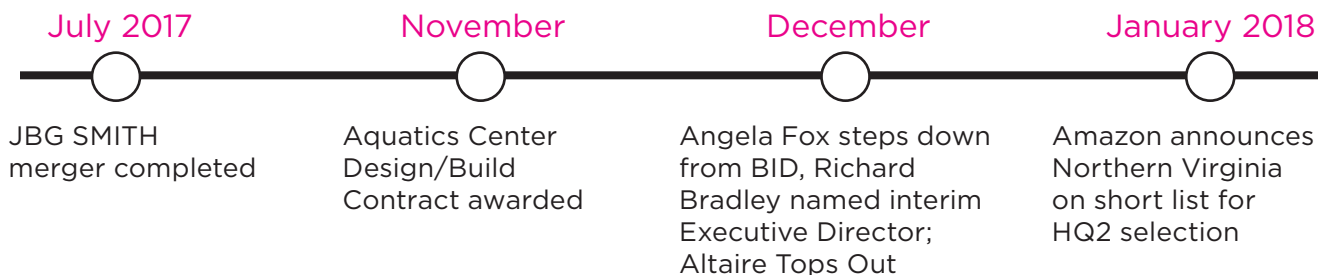 July 2017
JBG SMITH
merger completed
November
Aquatics Center
Design/Build
Contract awarded
December
Angela Fox steps down
from BID, Richard
Bradley named interim
Executive Director;
Altaire Tops Out
January 2018
Amazon announces
Northern Virginia
on short list for
HQ2 selection